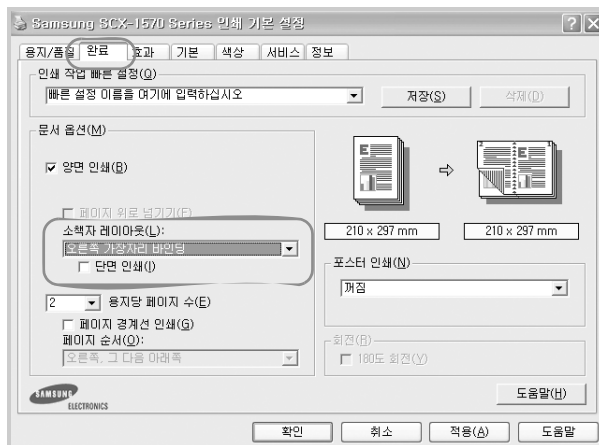 Samsung SCX-1570 Series 인쇄 기본 설정
용지/품질 완료 효과 기본 색상 서비스 정보
인쇄 작업 빠른 설정(Q)
빠른 설정 이름을 여기에 입력하십시오
저장(S) 삭제(D)
문서 옵션(M)
양면 인쇄(B)
페이지 위로 넘기기(F)
소책자 레이아웃(L):
오른쪽 가장자리 바인딩
단면 인쇄(I)
2 용지당 페이지 수(E)
페이지 경계선 인쇄(G)
페이지 순서(O):
오른쪽, 그 다음 아래쪽
210 x 297 mm 210 x 297 mm
포스터 인쇄(N)
꺼짐
회전(R)
180도 회전(Y)
SAMSUNG
ELECTRONICS
도움말(H)
확인 취소 적용(A) 도움말